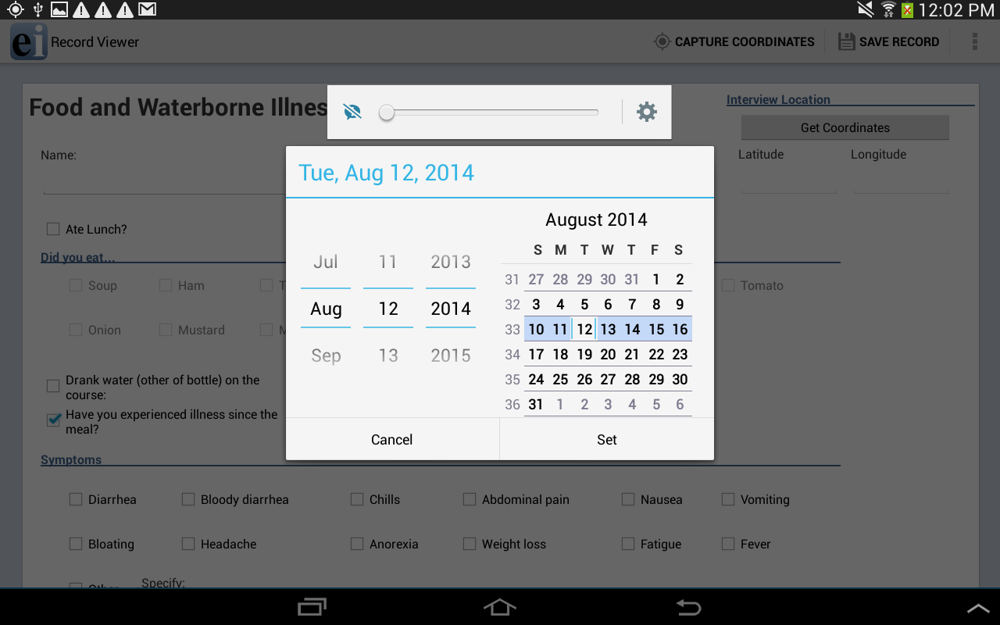 12:02 PM
ei Record Viewer CAPTURE COORDINATES SAVE RECORD
Food and Waterborne Illnes
Interview Location
Get Coordinates
Name:
Latitude Longitude
Ate Lunch?
Did you eat...
Soup Ham T Tomato
Onion Mustard M
Drank water (other of bottle) on the
course:
Have you experienced illness since the
meal?
Tue, Aug 12, 2014
Jul 11 2013
Aug 12 2014
Sep 13 2015
August 2014
S M T W T F S
31 27 28 29 30 31 1 2
32 3 4 5 6 7 8 9
33 10 11 12 13 14 15 16
34 17 18 19 20 21 22 23
35 24 25 26 27 28 29 30
36 31 1 2 3 4 5 6
Cancel Set
Symptoms
Diarrhea Bloody diarrhea Chills Abdominal pain Nausea Vomiting
Bloating Headache Anorexia Weight loss Fatigue Fever
Other Specify: